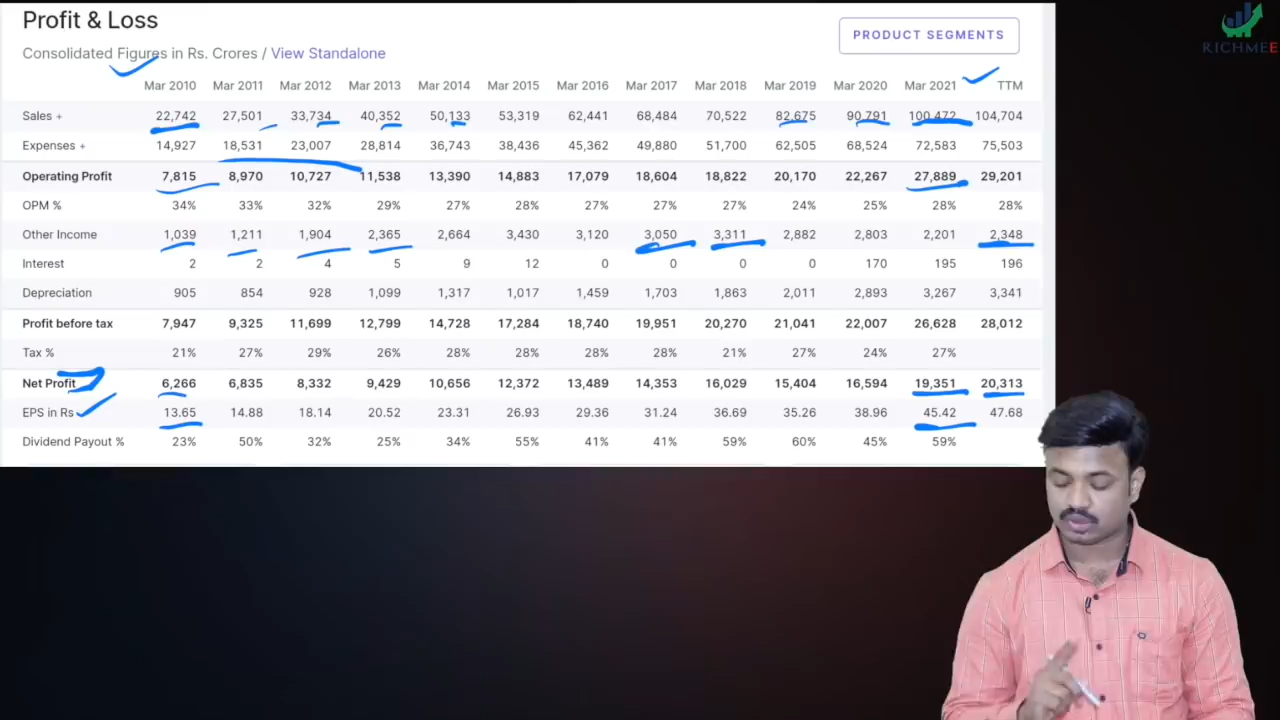 Profit & Loss
PRODUCT SEGMENTS
RICHMEE
Consolidated Figures in Rs. Crores / View Standalone
Mar 2010 Mar 2011 Mar 2012 Mar 2013 Mar 2014 Mar 2015 Mar 2016 Mar 2017 Mar 2018 Mar 2019 Mar 2020 Mar 2021 TTM
Sales + 22,742 27,501 33,734 40,352 50,133 53,319 62,441 68,484 70,522 82,675 90,791 100,472 104,704
Expenses + 14,927 18,531 23,007 28,814 36,743 38,436 45,362 49,880 51,700 62,505 68,524 72,583 75,503
Operating Profit 7,815 8,970 10,727 11,538 13,390 14,883 17,079 18,604 18,822 20,170 22,267 27,889 29,201
OPM % 34% 33% 32% 29% 27% 28% 27% 27% 27% 24% 25% 28% 28%
Other Income 1,039 1,211 1,904 2,365 2,664 3,430 3,120 3,050 3,311 2,882 2,803 2,201 2,348
Interest 2 2 4 5 9 12 0 0 0 0 170 195 196
Depreciation 905 854 928 1,099 1,317 1,017 1,459 1,703 1,863 2,011 2,893 3,267 3,341
Profit before tax 7,947 9,325 11,699 12,799 14,728 17,284 18,740 19,951 20,270 21,041 22,007 26,628 28,012
Tax % 21% 27% 29% 26% 28% 28% 28% 28% 21% 27% 24% 27%
Net Profit 6,266 6,835 8,332 9,429 10,656 12,372 13,489 14,353 16,029 15,404 16,594 19,351 20,313
EPS in Rs 13.65 14.88 18.14 20.52 23.31 26.93 29.36 31.24 36.69 35.26 38.96 45.42 47.68
Dividend Payout % 23% 50% 32% 25% 34% 55% 41% 41% 59% 60% 45% 59%